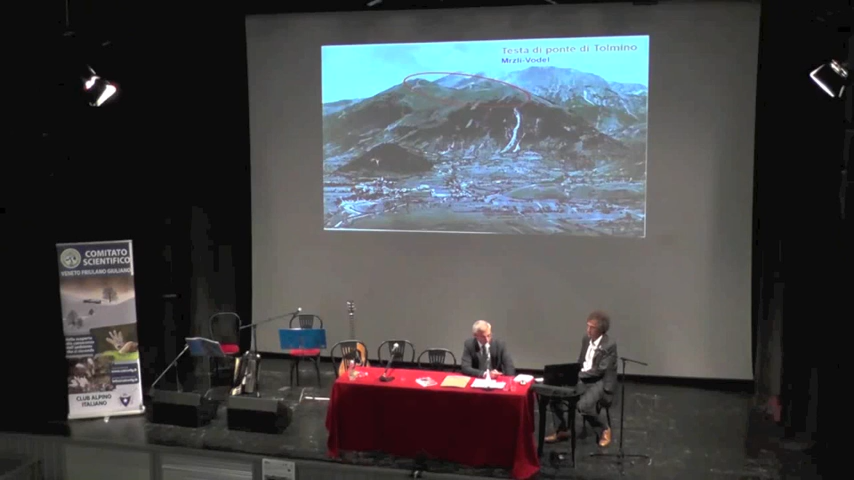 Testa di ponte di Tolmino
Mrzli-Vodel
COMITATO
SCIENTIFICO
VENETO FRIULANO GIULIANO
CLUB ALPINO
ITALIANO